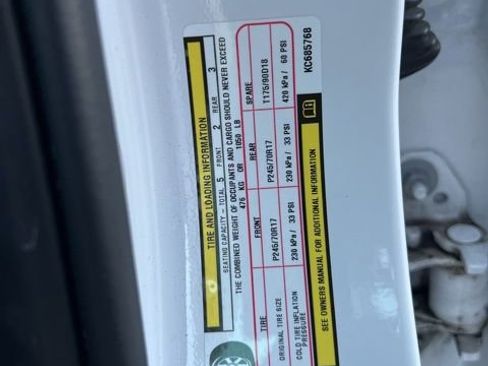 TIRE AND LOADING INFORMATION
SEATING CAPACITY - TOTAL 5 FRONT 2 REAR 3
THE COMBINED WEIGHT OF OCCUPANTS AND CARGO SHOULD NEVER EXCEED
476 KG OR 1050 LB
TIRE FRONT REAR SPARE
ORIGINAL TIRE SIZE P245/70R17 P245/70R17 T175/90D18
COLD TIRE INFLATION PRESSURE 230 kPa / 33 PSI 230 kPa / 33 PSI 420 kPa / 60 PSI
SEE OWNERS MANUAL FOR ADDITIONAL INFORMATION
KC685768